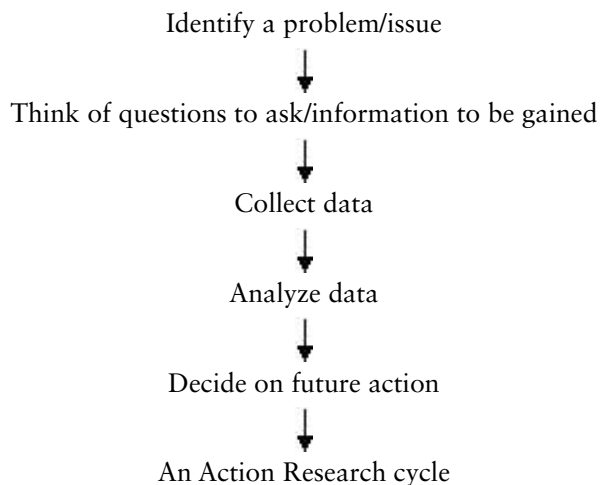 Identify a problem/issue
Think of questions to ask/information to be gained
Collect data
Analyze data
Decide on future action
An Action Research cycle